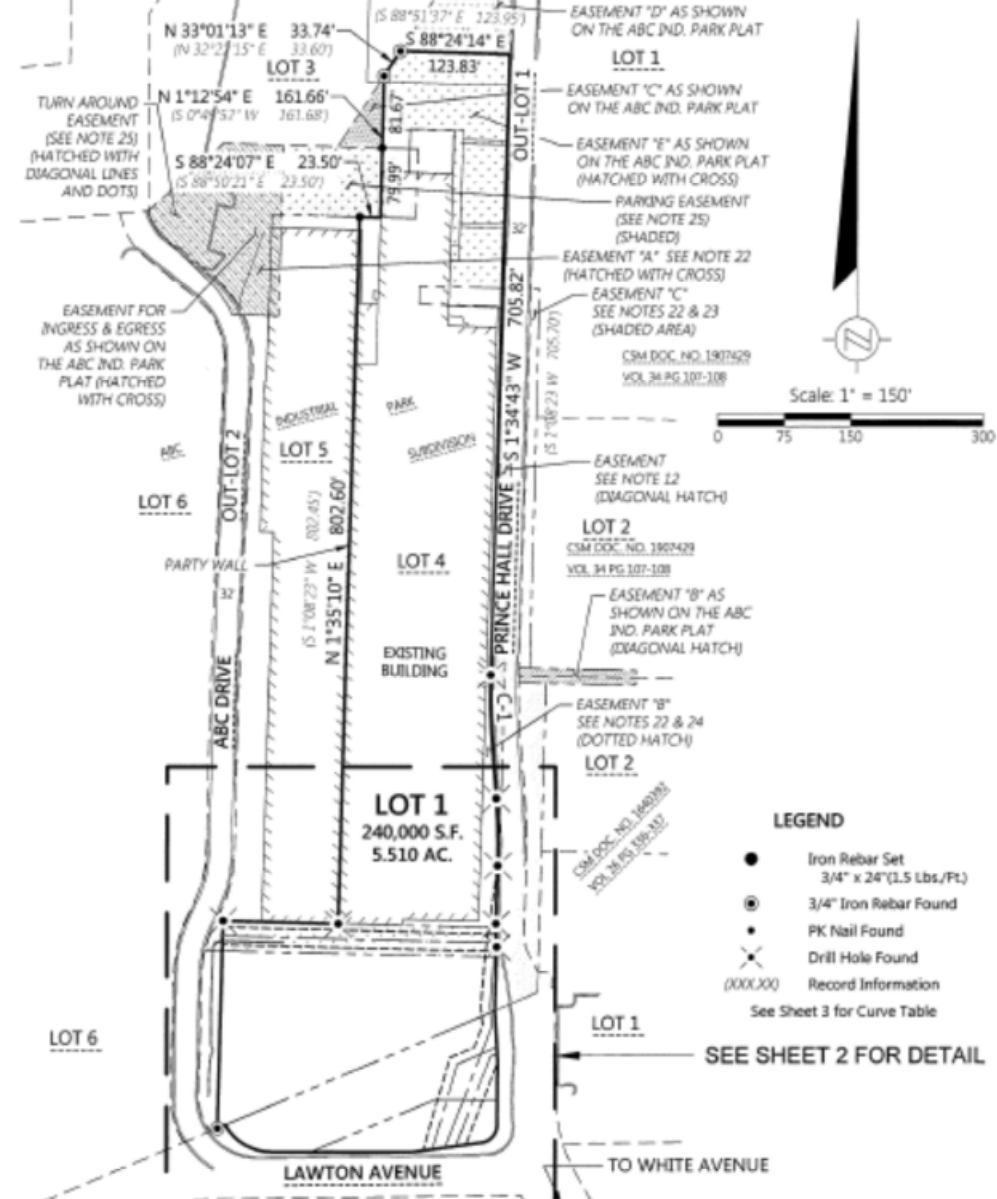 (S 88°51'37" E 123.95')
EASEMENT "D" AS SHOWN
ON THE ABC IND. PARK PLAT
N 33°01'13" E 33.74'
S 88°24'14" E
123.83'
LOT 3
LOT 1
TURN AROUND
EASEMENT
(SEE NOTE 25)
(HATCHED WITH
DIAGONAL LINES
AND DOTS)
N 1°12'54" E 161.66'
161.68')
81.67'
OUT-LOT 1
EASEMENT "C" AS SHOWN
ON THE ABC IND. PARK PLAT
EASEMENT "E" AS SHOWN
ON THE ABC IND. PARK PLAT
(HATCHED WITH CROSS)
S 88°24'07" E 23.50'
(S 88°50'21" E 23.50')
79.99'
PARKING EASEMENT
(SEE NOTE 25)
(SHADED)
32
EASEMENT "A" SEE NOTE 22
(HATCHED WITH CROSS)
EASEMENT "C"
SEE NOTES 22 & 23
(SHADED AREA)
EASEMENT FOR
INGRESS & EGRESS
AS SHOWN ON
THE ABC IND. PARK
PLAT (HATCHED
WITH CROSS)
S 1°34'43" W 705.82'
(S 1°08'23 W 705.70')
CSM DOC. NO. 1907429
VOL 34 PG 107-108
N
Scale: 1" = 150'
0 75 150 300
ABC
INDUSTRIAL
PARK
SUBDIVISION
LOT 5
LOT 6
OUT-LOT 2
EASEMENT
SEE NOTE 12
(DIAGONAL HATCH)
(S 1°08'23" W 802.45')
N 1°35'10" E 802.60'
PARTY WALL
LOT 4
PRINCE HALL DRIVE
LOT 2
CSM DOC. NO. 1907429
VOL 34 PG 107-108
32
EASEMENT "B" AS
SHOWN ON THE ABC
IND. PARK PLAT
(DIAGONAL HATCH)
EXISTING
BUILDING
ABC DRIVE
C-1
EASEMENT "B"
SEE NOTES 22 & 24
(DOTTED HATCH)
LOT 2
LOT 1
240,000 S.F.
5.510 AC.
CSM DOC. NO. 1640392
VOL 26 PG 336-337
LEGEND
Iron Rebar Set
3/4" x 24"(1.5 Lbs./Ft.)
3/4" Iron Rebar Found
PK Nail Found
Drill Hole Found
(XXX.XX) Record Information
See Sheet 3 for Curve Table
LOT 6
LOT 1
SEE SHEET 2 FOR DETAIL
LAWTON AVENUE
TO WHITE AVENUE